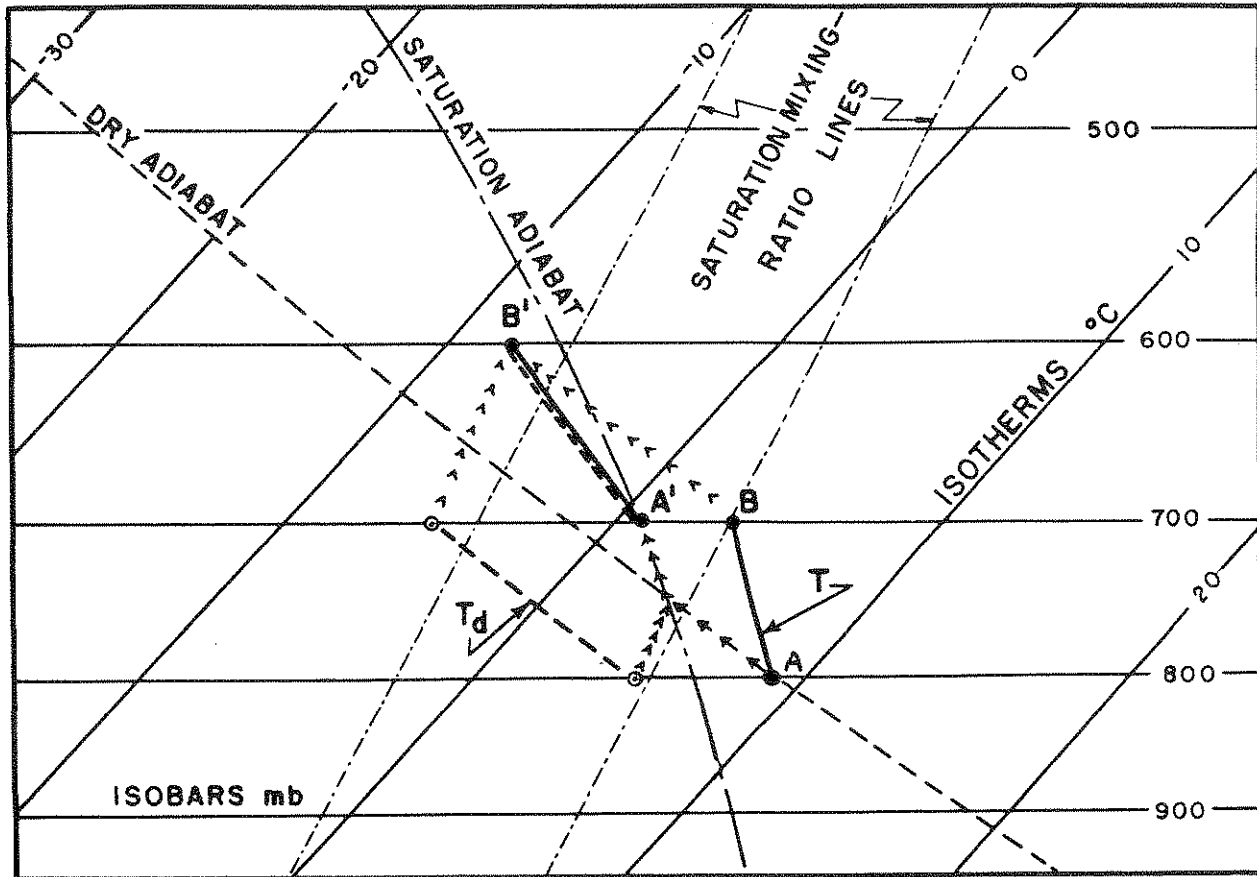 30
20
10
0
SATURATION ADIABAT
DRY ADIABAT
SATURATION MIXING
RATIO LINES
500
10
°C
B'
600
ISOTHERMS
A'
B
700
T
20
Td
A
800
ISOBARS mb
900